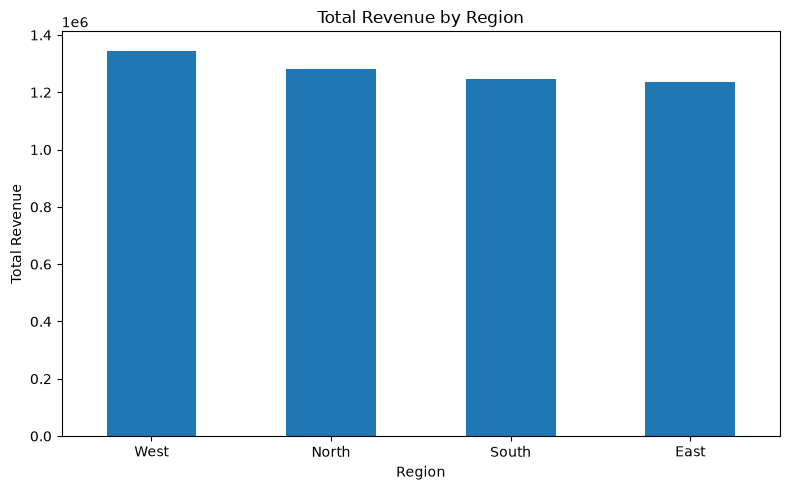 Total Revenue by Region
1e6
1.4
1.2
1.0
0.8
0.6
0.4
0.2
0.0
Total Revenue
West North South East
Region